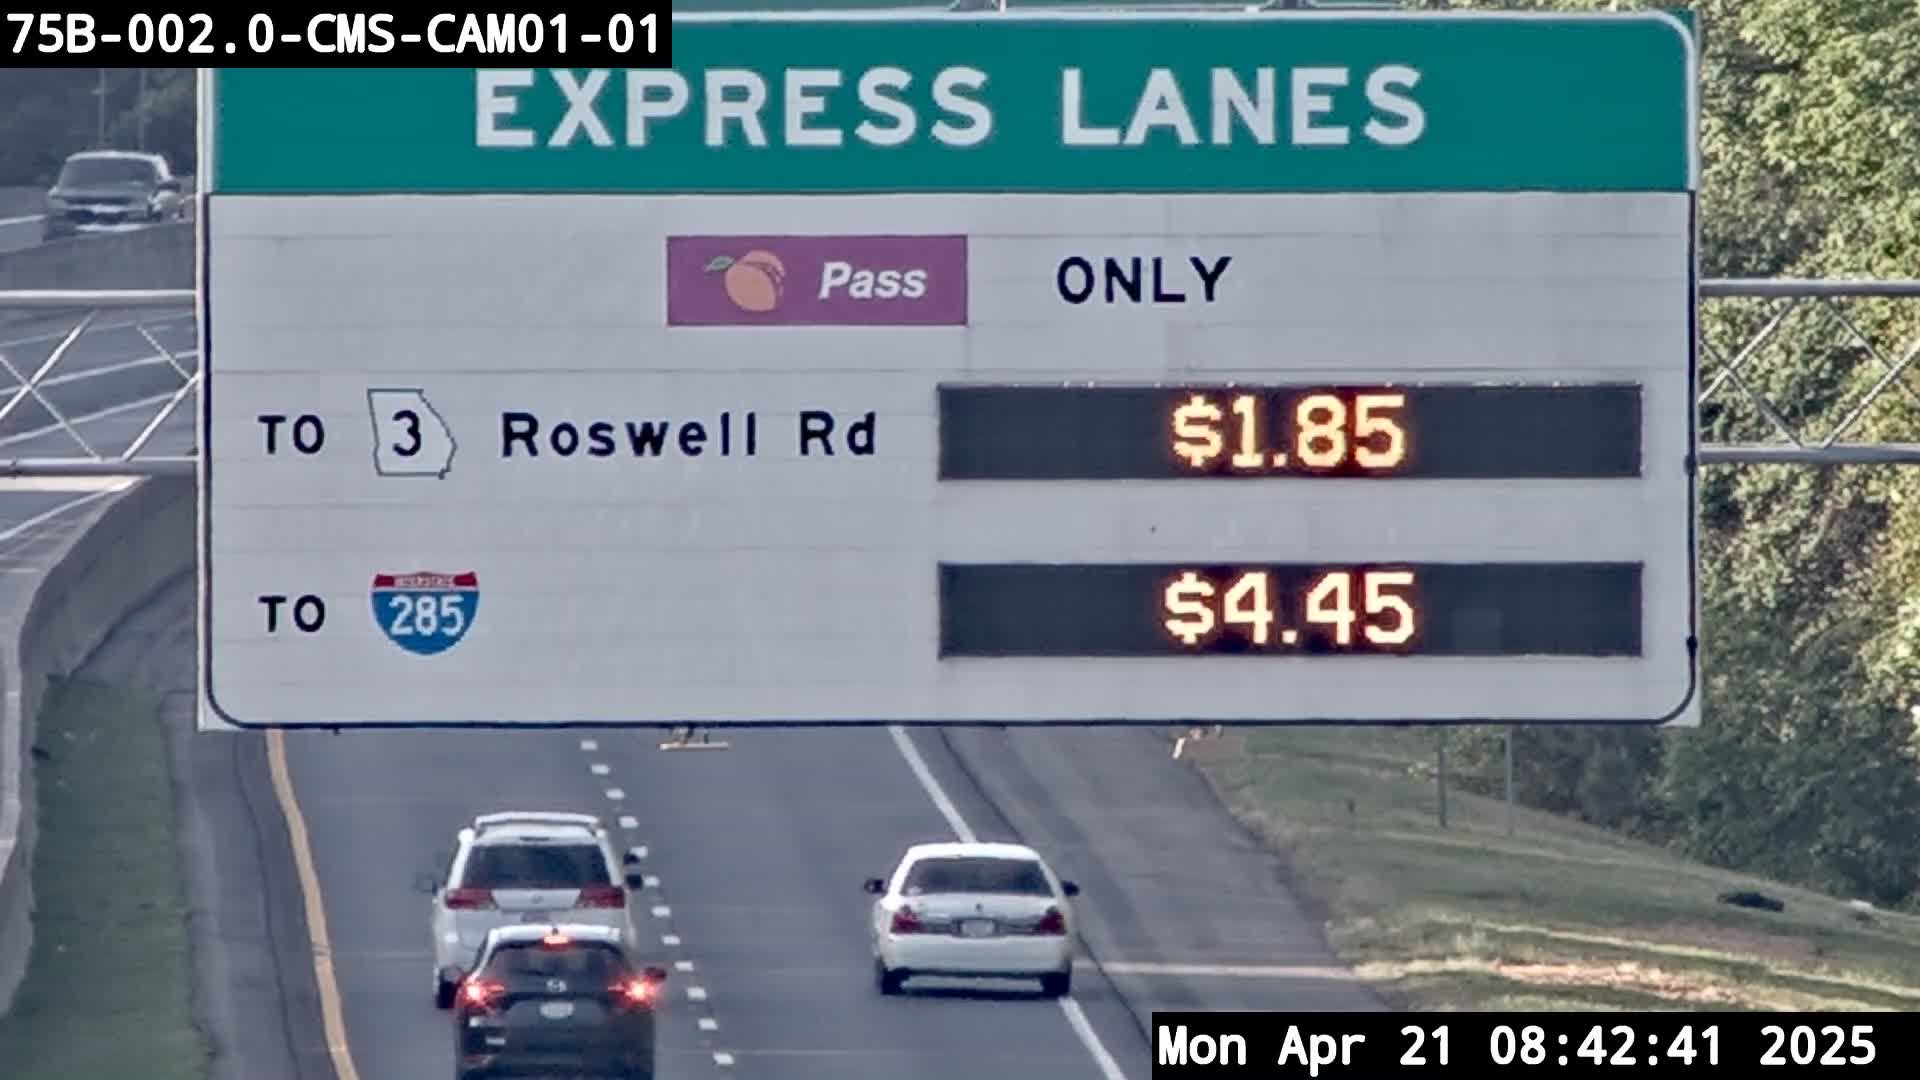 75B-002.0-CMS-CAM01-01
EXPRESS LANES
Pass ONLY
TO 3 Roswell Rd $1.85
TO 285 $4.45
Mon Apr 21 08:42:41 2025